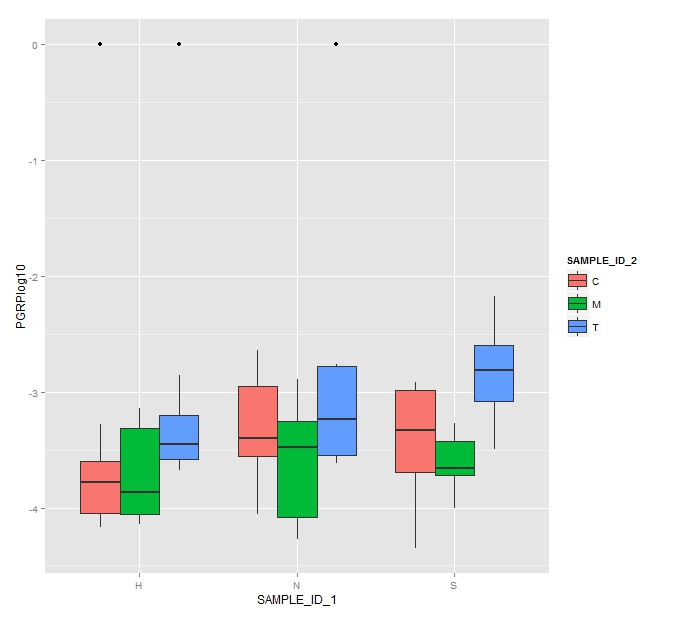 0
-1
-2
-3
-4
PGRPlog10
H
N
S
SAMPLE_ID_1
SAMPLE_ID_2
C
M
T